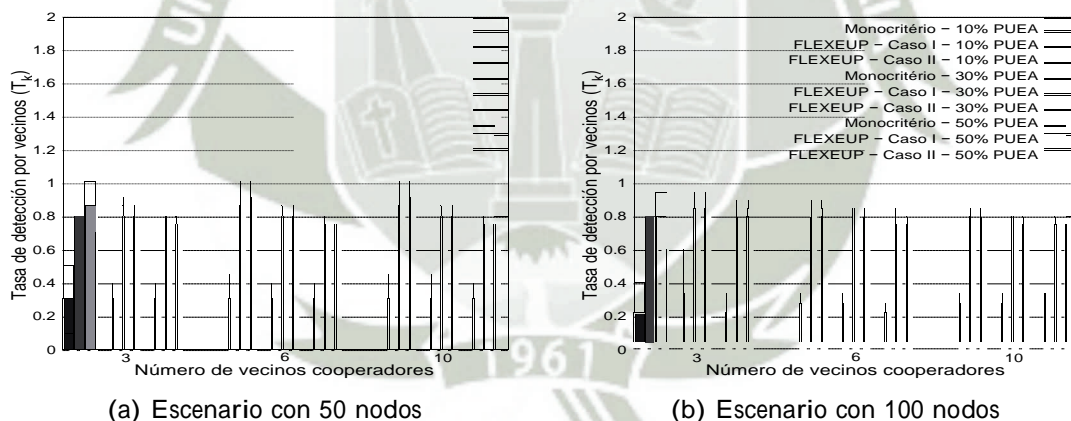 2
1.8
1.6
1.4
1.2
1
0.8
0.6
0.4
0.2
0
Tasa de detección por vecinos (Tk)
3
6
10
Número de vecinos cooperadores
(a) Escenario con 50 nodos
2
1.8
1.6
1.4
1.2
1
0.8
0.6
0.4
0.2
0
Tasa de detección por vecinos (Tk)
Monocritério – 10% PUEA
FLEXEUP – Caso I – 10% PUEA
FLEXEUP – Caso II – 10% PUEA
Monocritério – 30% PUEA
FLEXEUP – Caso I – 30% PUEA
FLEXEUP – Caso II – 30% PUEA
Monocritério – 50% PUEA
FLEXEUP – Caso I – 50% PUEA
FLEXEUP – Caso II – 50% PUEA
3
6
10
Número de vecinos cooperadores
(b) Escenario con 100 nodos
1961